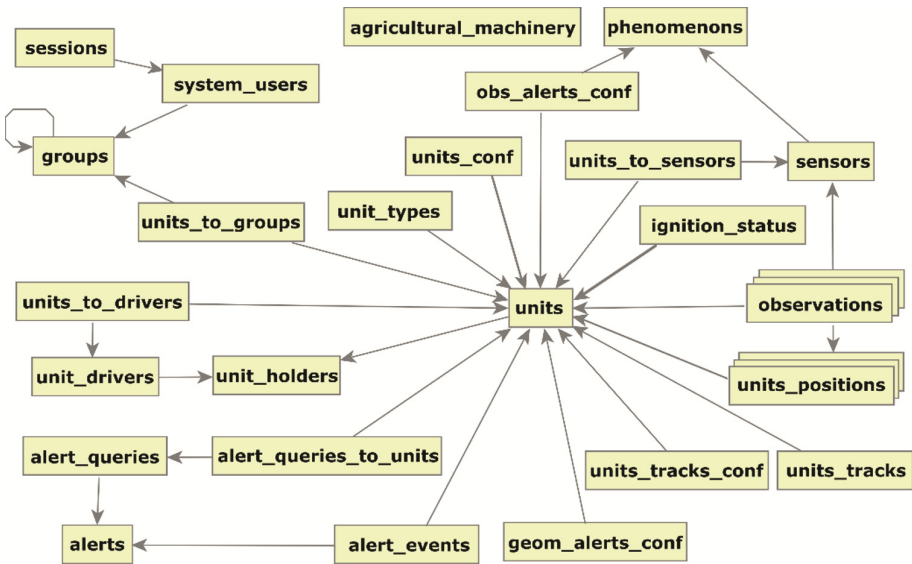 agricultural_machinery
phenomenons
sessions
system_users
obs_alerts_conf
groups
units_conf
units_to_sensors
sensors
units_to_groups
unit_types
ignition_status
units_to_drivers
units
observations
unit_drivers
unit_holders
units_positions
alert_queries
alert_queries_to_units
units_tracks_conf
units_tracks
alerts
alert_events
geom_alerts_conf